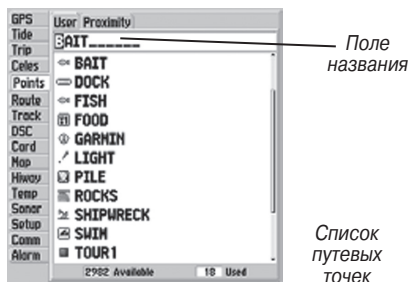 GPS
Tide
Trip
Celes
Points
Route
Track
DSC
Card
Map
Hiway
Temp
Sonar
Setup
Comm
Alarm
User Proximity
BAIT______
BAIT
DOCK
FISH
FOOD
GARMIN
LIGHT
PILE
ROCKS
SHIPWRECK
SWIM
TOUR1
2982 Available 18 Used
Поле
названия
Список
путевых
точек